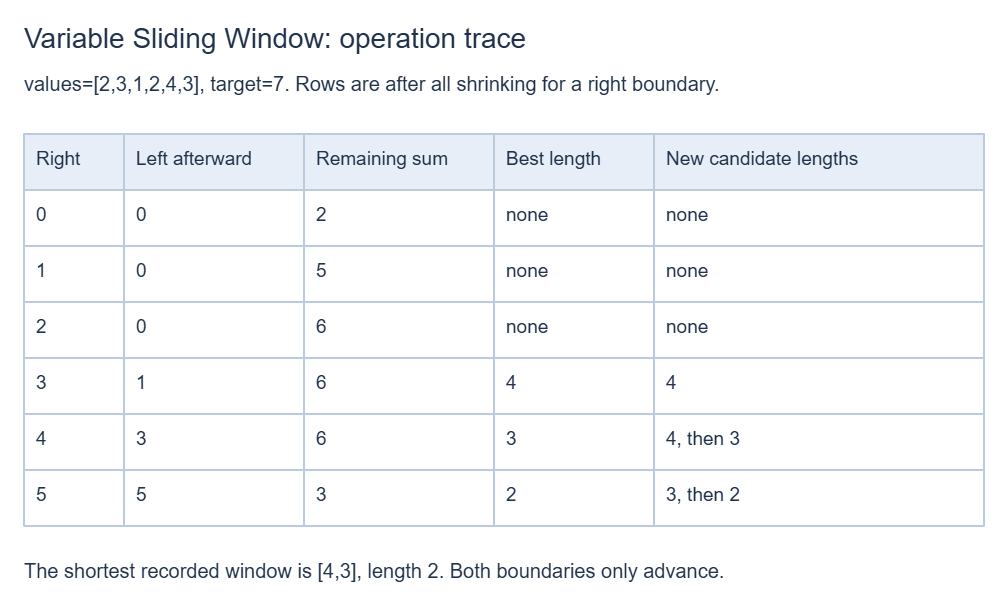 Variable Sliding Window: operation trace
values=[2,3,1,2,4,3], target=7. Rows are after all shrinking for a right boundary.
Right Left afterward Remaining sum Best length New candidate lengths
0 0 2 none none
1 0 5 none none
2 0 6 none none
3 1 6 4 4
4 3 6 3 4, then 3
5 5 3 2 3, then 2
The shortest recorded window is [4,3], length 2. Both boundaries only advance.